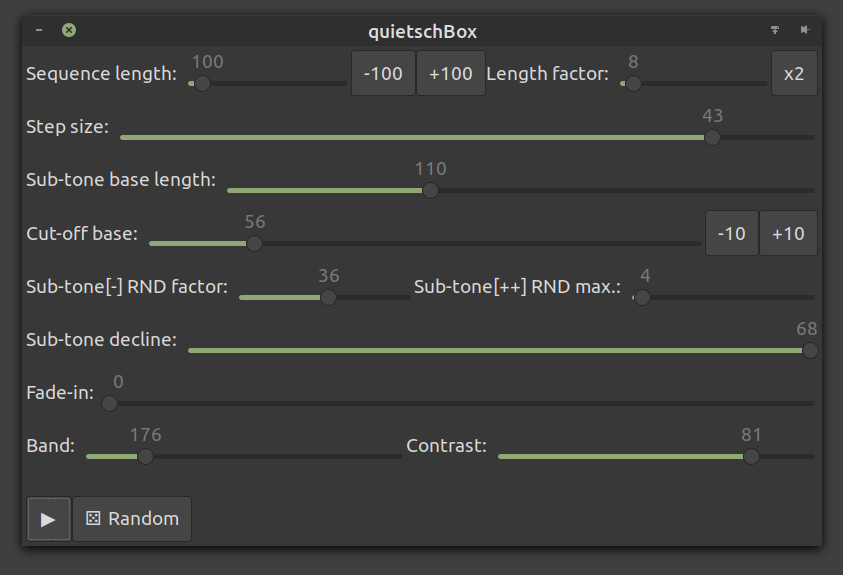 quietschBox
Sequence length: 100 -100 +100 Length factor: 8 x2
Step size: 43
Sub-tone base length: 110
Cut-off base: 56 -10 +10
Sub-tone[-] RND factor: 36 Sub-tone[++] RND max.: 4
Sub-tone decline: 68
Fade-in: 0
Band: 176 Contrast: 81
Random